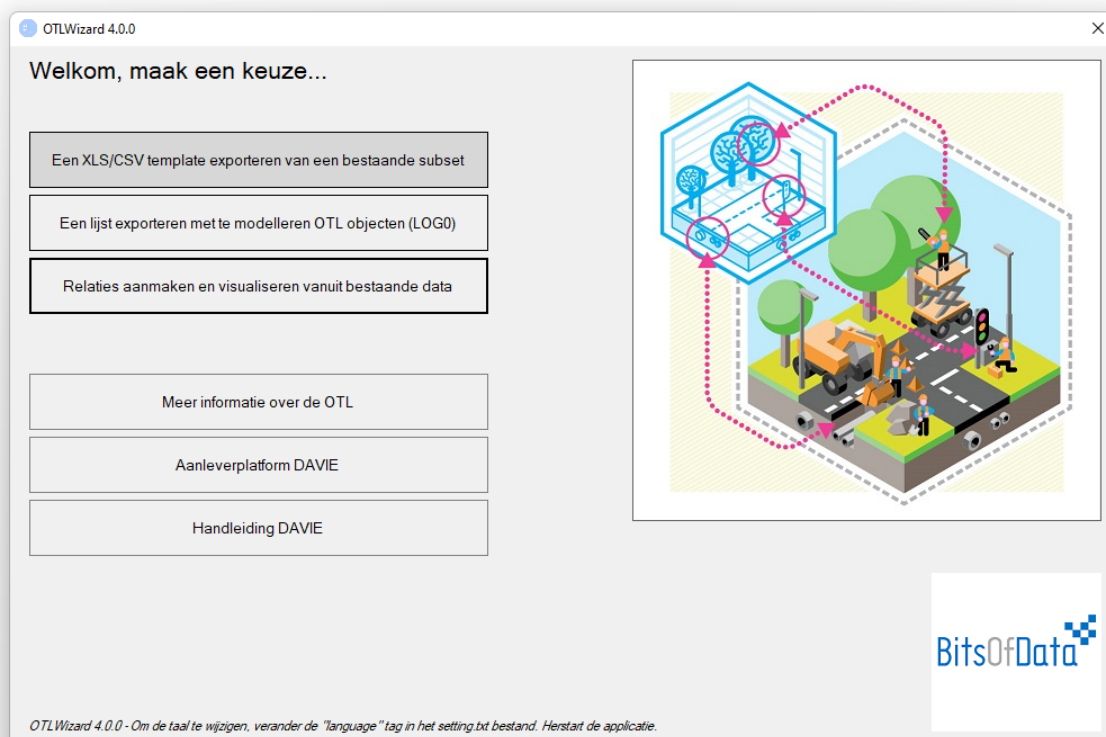 OTLWizard 4.0.0
Welkom, maak een keuze...
Een XLS/CSV template exporteren van een bestaande subset
Een lijst exporteren met te modelleren OTL objecten (LOG0)
Relaties aanmaken en visualiseren vanuit bestaande data
Meer informatie over de OTL
Aanleverplatform DAVIE
Handleiding DAVIE
BitsOfData
OTLWizard 4.0.0 - Om de taal te wijzigen, verander de "language" tag in het setting.txt bestand. Herstart de applicatie.